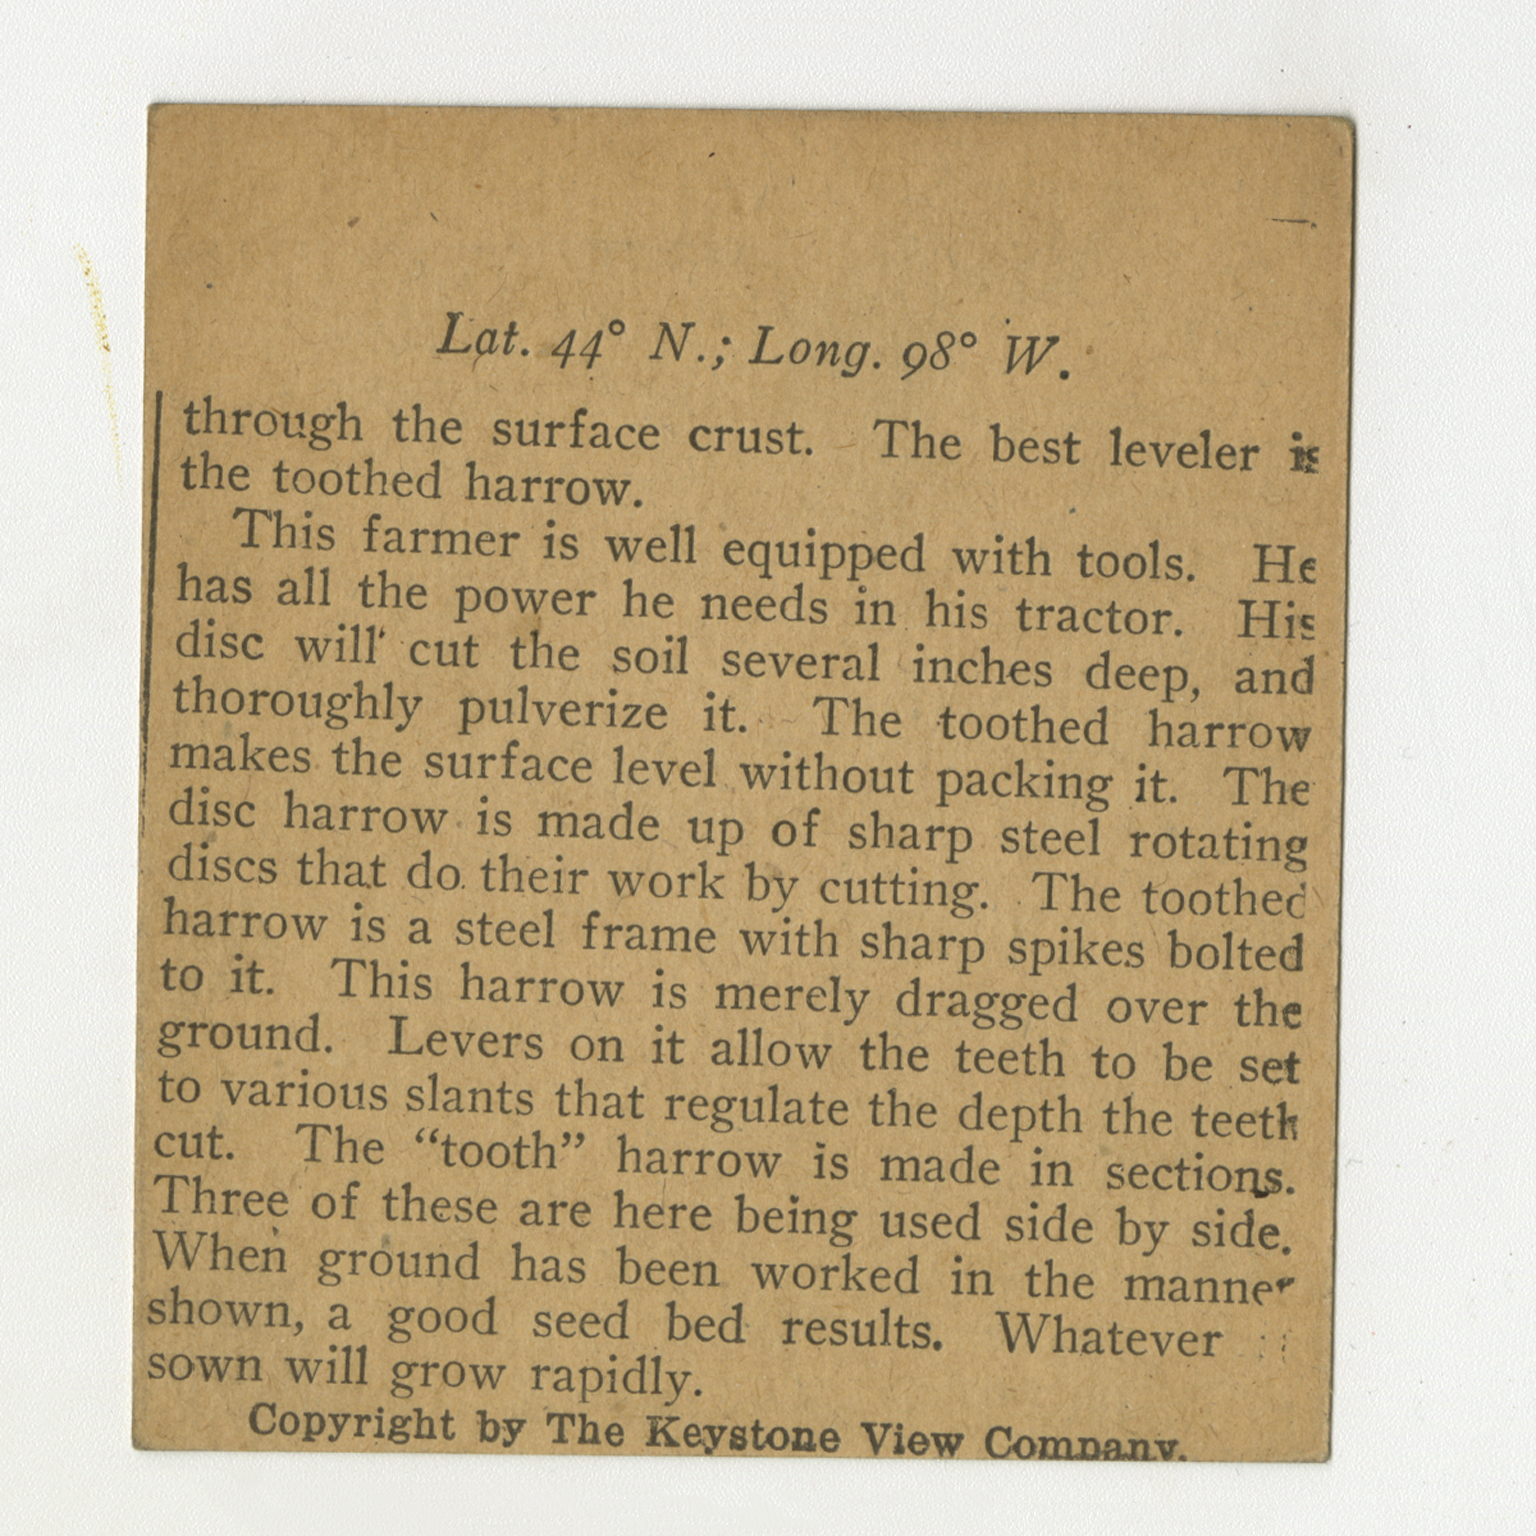 Lat. 44° N.; Long. 98° W.
through the surface crust. The best leveler is
the toothed harrow.
This farmer is well equipped with tools. He
has all the power he needs in his tractor. His
disc will cut the soil several inches deep, and
thoroughly pulverize it. The toothed harrow
makes the surface level without packing it. The
disc harrow is made up of sharp steel rotating
discs that do their work by cutting. The toothed
harrow is a steel frame with sharp spikes bolted
to it. This harrow is merely dragged over the
ground. Levers on it allow the teeth to be set
to various slants that regulate the depth the teeth
cut. The “tooth” harrow is made in sections.
Three of these are here being used side by side.
When ground has been worked in the manner
shown, a good seed bed results. Whatever
sown will grow rapidly.
Copyright by The Keystone View Company.